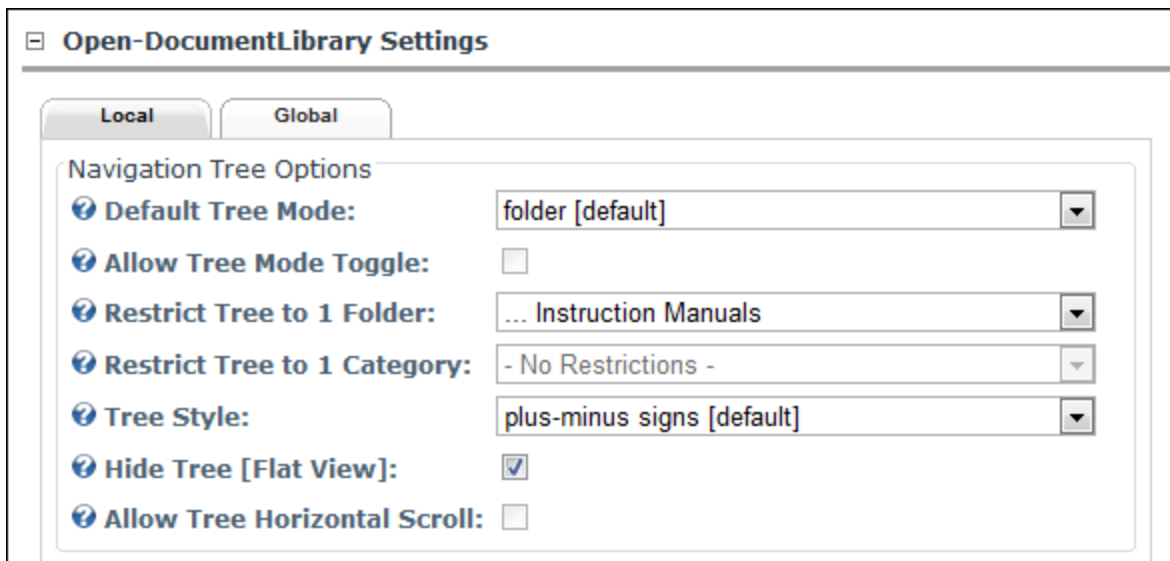 Open-DocumentLibrary Settings
Local Global
Navigation Tree Options
Default Tree Mode: folder [default]
Allow Tree Mode Toggle:
Restrict Tree to 1 Folder: ... Instruction Manuals
Restrict Tree to 1 Category: - No Restrictions -
Tree Style: plus-minus signs [default]
Hide Tree [Flat View]:
Allow Tree Horizontal Scroll: